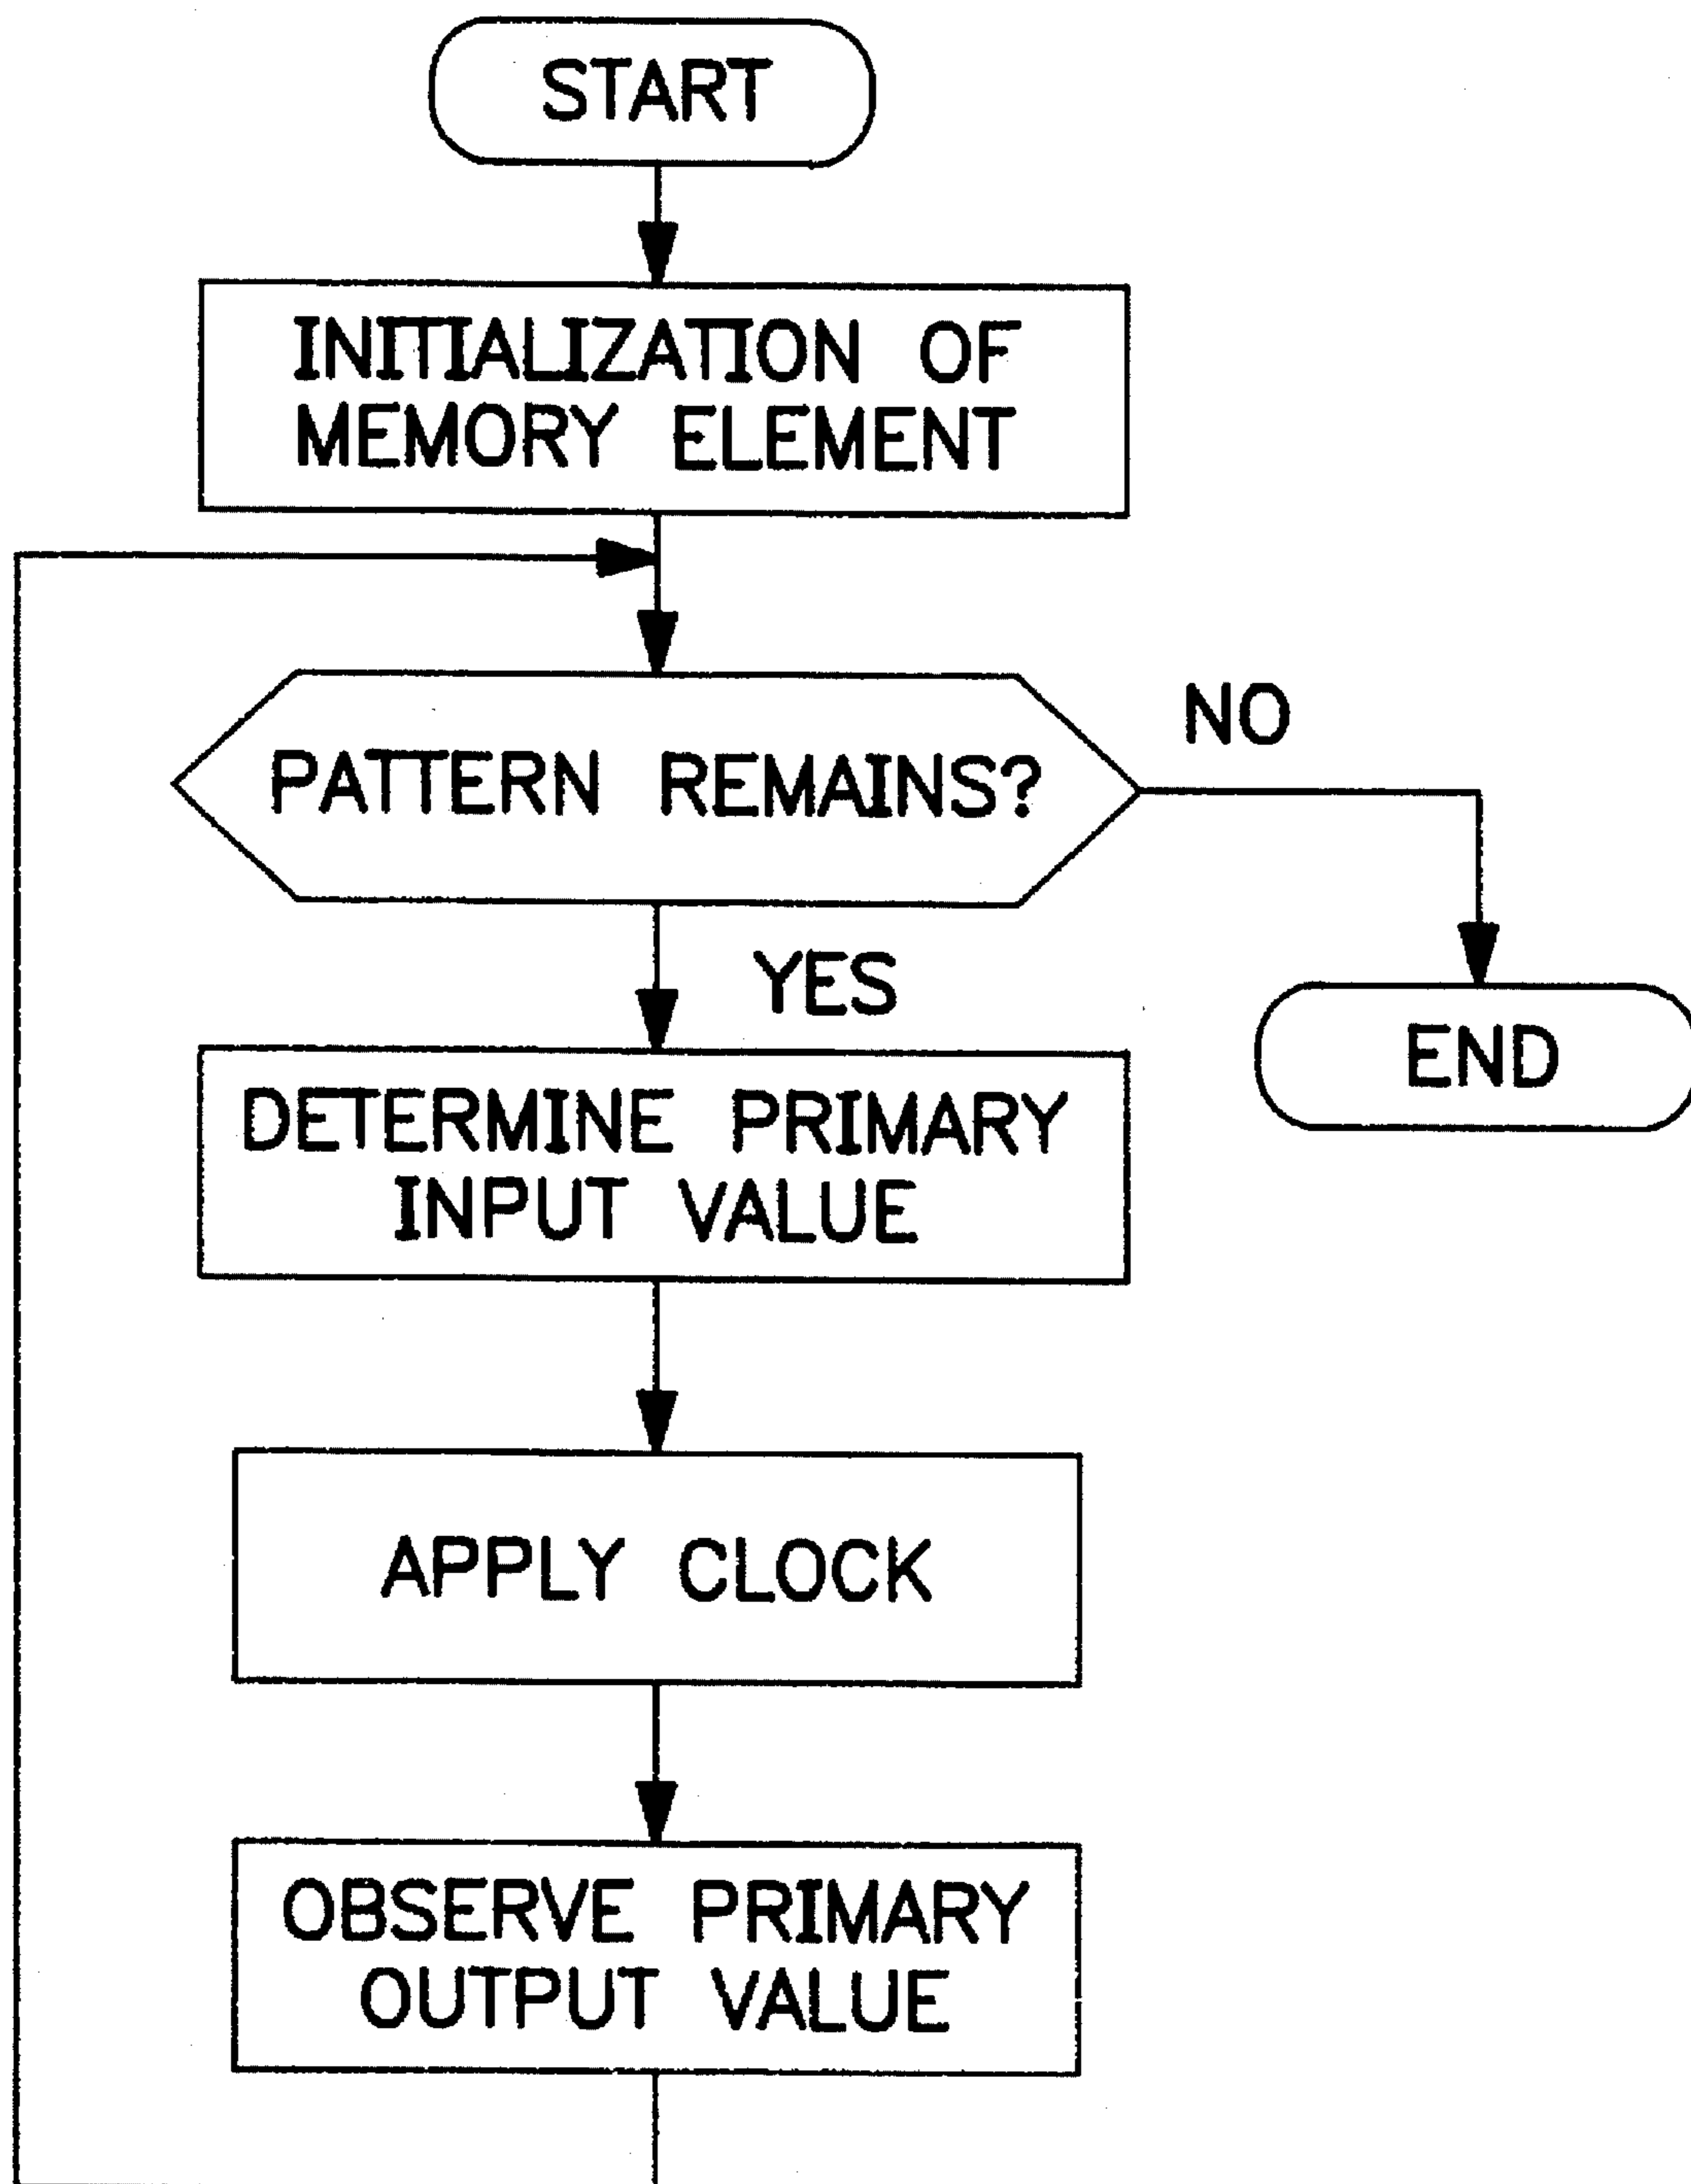 START
INITIALIZATION OF
MEMORY ELEMENT
PATTERN REMAINS?
NO
YES
END
DETERMINE PRIMARY
INPUT VALUE
APPLY CLOCK
OBSERVE PRIMARY
OUTPUT VALUE